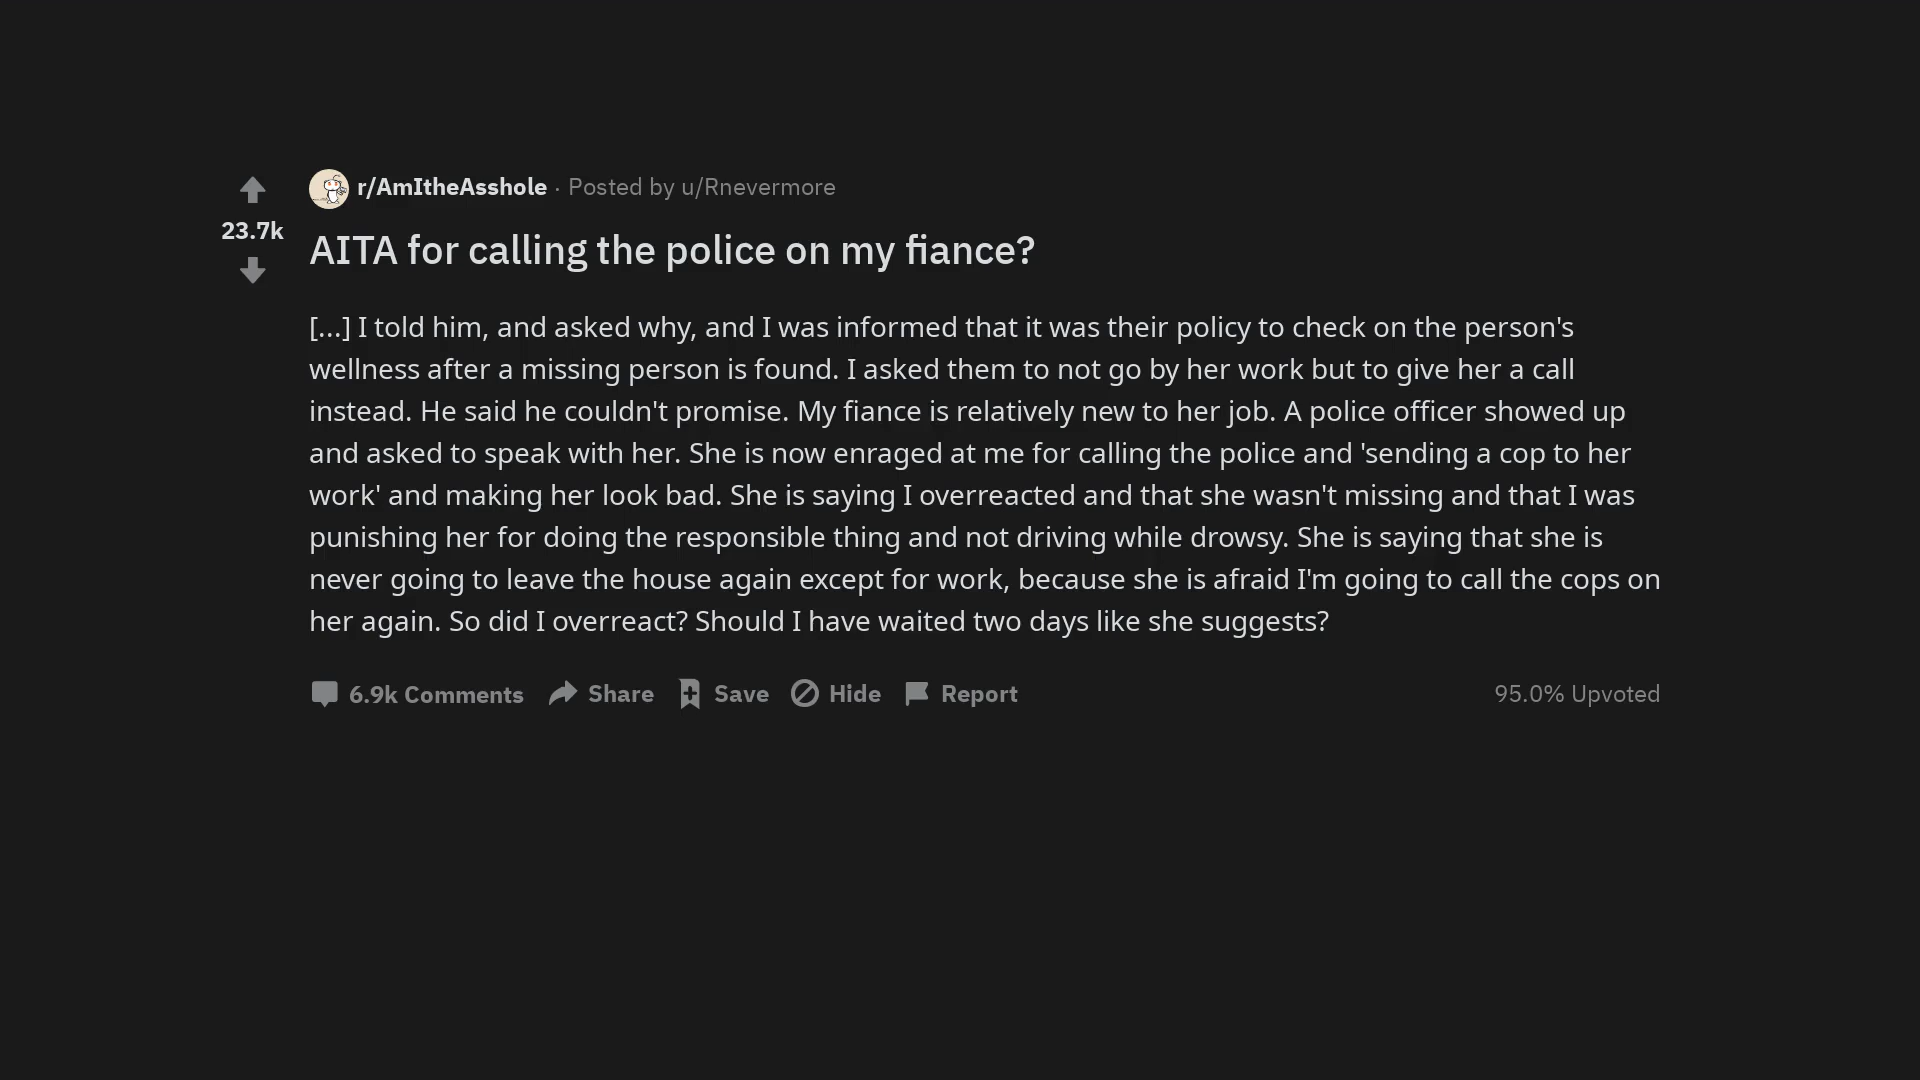 r/AmItheAsshole · Posted by u/Rnevermore
23.7k
AITA for calling the police on my fiance?
[...] I told him, and asked why, and I was informed that it was their policy to check on the person's
wellness after a missing person is found. I asked them to not go by her work but to give her a call
instead. He said he couldn't promise. My fiance is relatively new to her job. A police officer showed up
and asked to speak with her. She is now enraged at me for calling the police and 'sending a cop to her
work' and making her look bad. She is saying I overreacted and that she wasn't missing and that I was
punishing her for doing the responsible thing and not driving while drowsy. She is saying that she is
never going to leave the house again except for work, because she is afraid I'm going to call the cops on
her again. So did I overreact? Should I have waited two days like she suggests?
6.9k Comments Share Save Hide Report 95.0% Upvoted